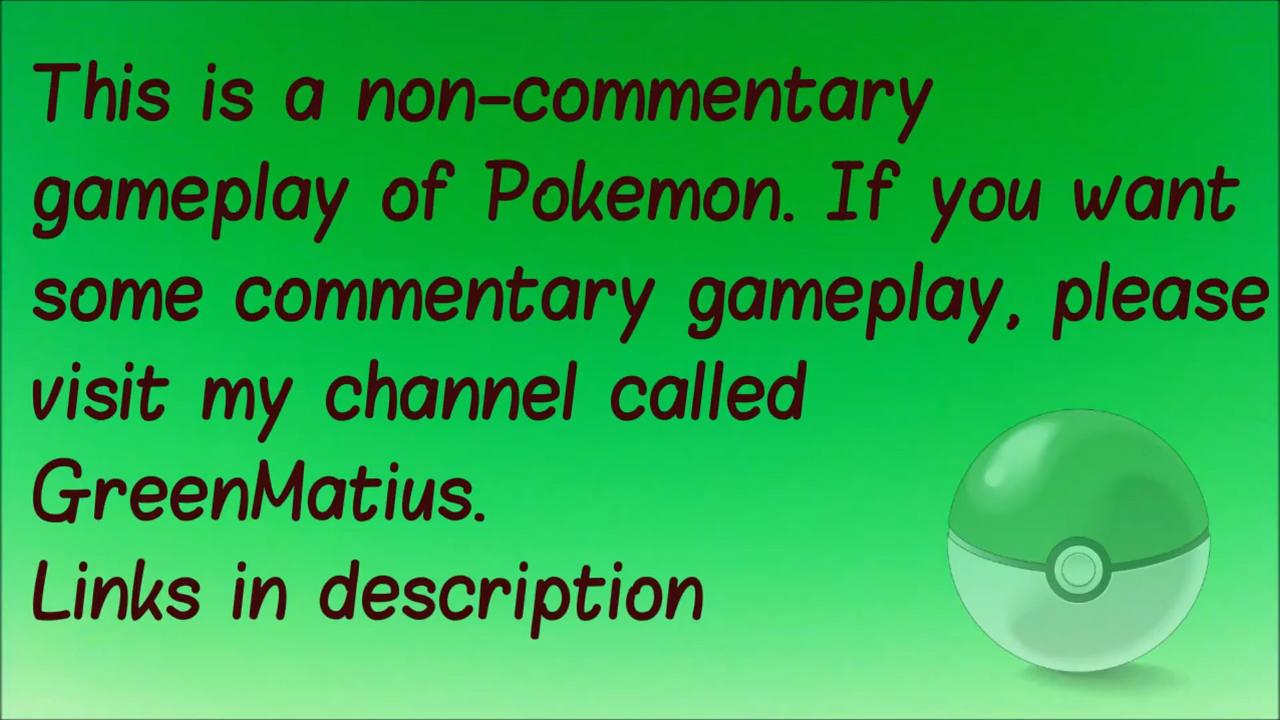 This is a non-commentary
gameplay of Pokemon. If you want
some commentary gameplay, please
visit my channel called
GreenMatius.
Links in description